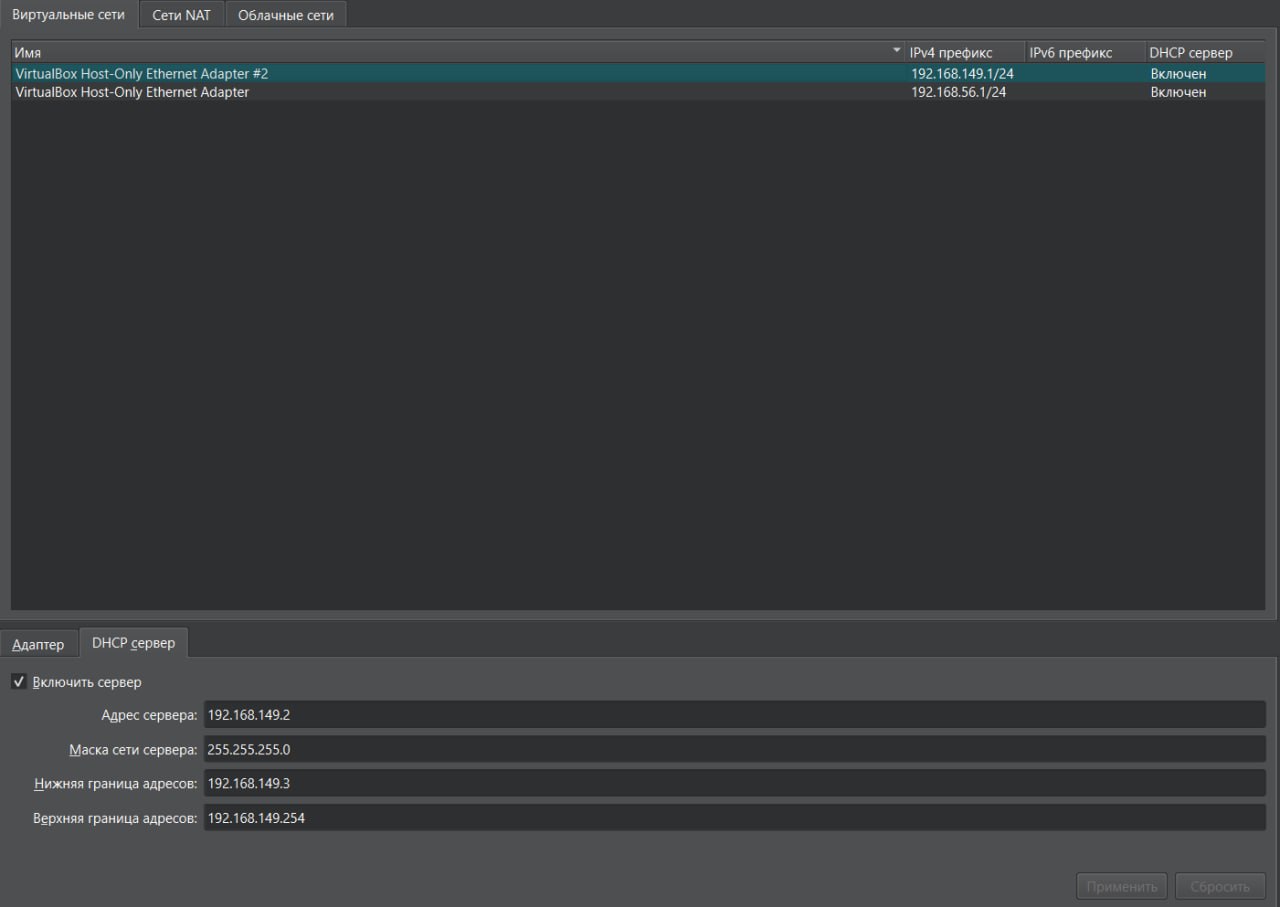 Виртуальные сети Сети NAT Облачные сети
Имя IPv4 префикс IPv6 префикс DHCP сервер
VirtualBox Host-Only Ethernet Adapter #2 192.168.149.1/24 Включен
VirtualBox Host-Only Ethernet Adapter 192.168.56.1/24 Включен
Адаптер DHCP сервер
Включить сервер
Адрес сервера: 192.168.149.2
Маска сети сервера: 255.255.255.0
Нижняя граница адресов: 192.168.149.3
Верхняя граница адресов: 192.168.149.254
Применить Сбросить